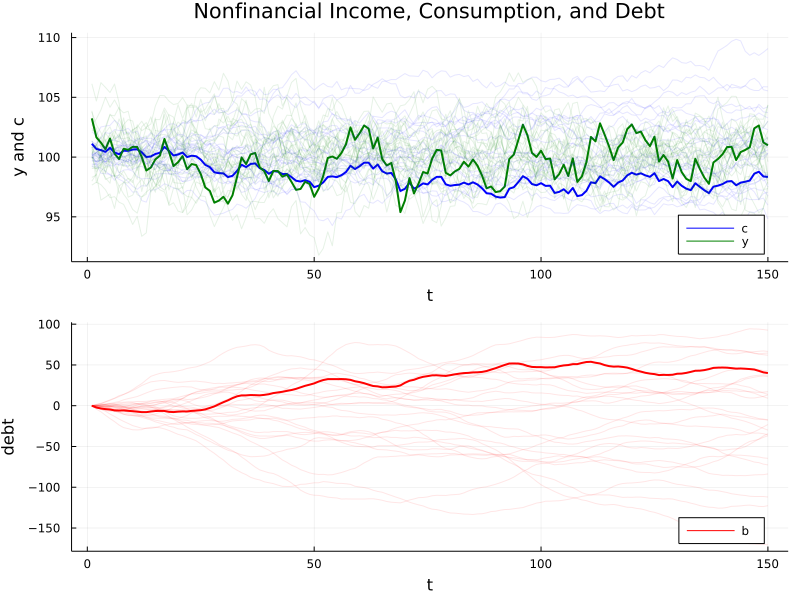 Nonfinancial Income, Consumption, and Debt
110
105
100
95
y and c
c
y
0 50 100 150
t
100
50
0
−50
−100
−150
debt
b
0 50 100 150
t